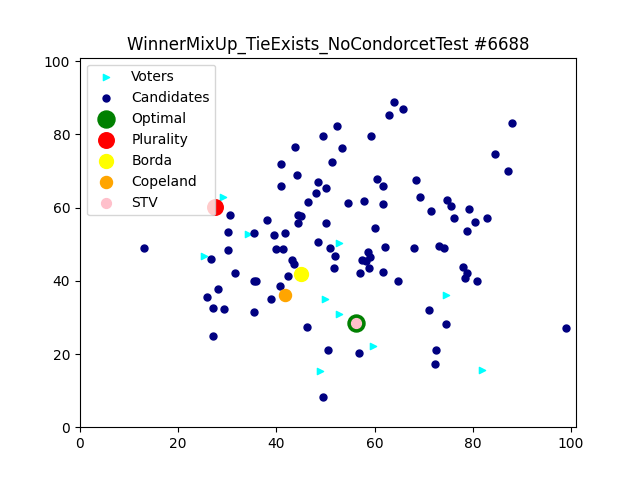 WinnerMixUp_TieExists_NoCondorcetTest #6688
100
80
60
40
20
0
0 20 40 60 80 100
Voters
Candidates
Optimal
Plurality
Borda
Copeland
STV